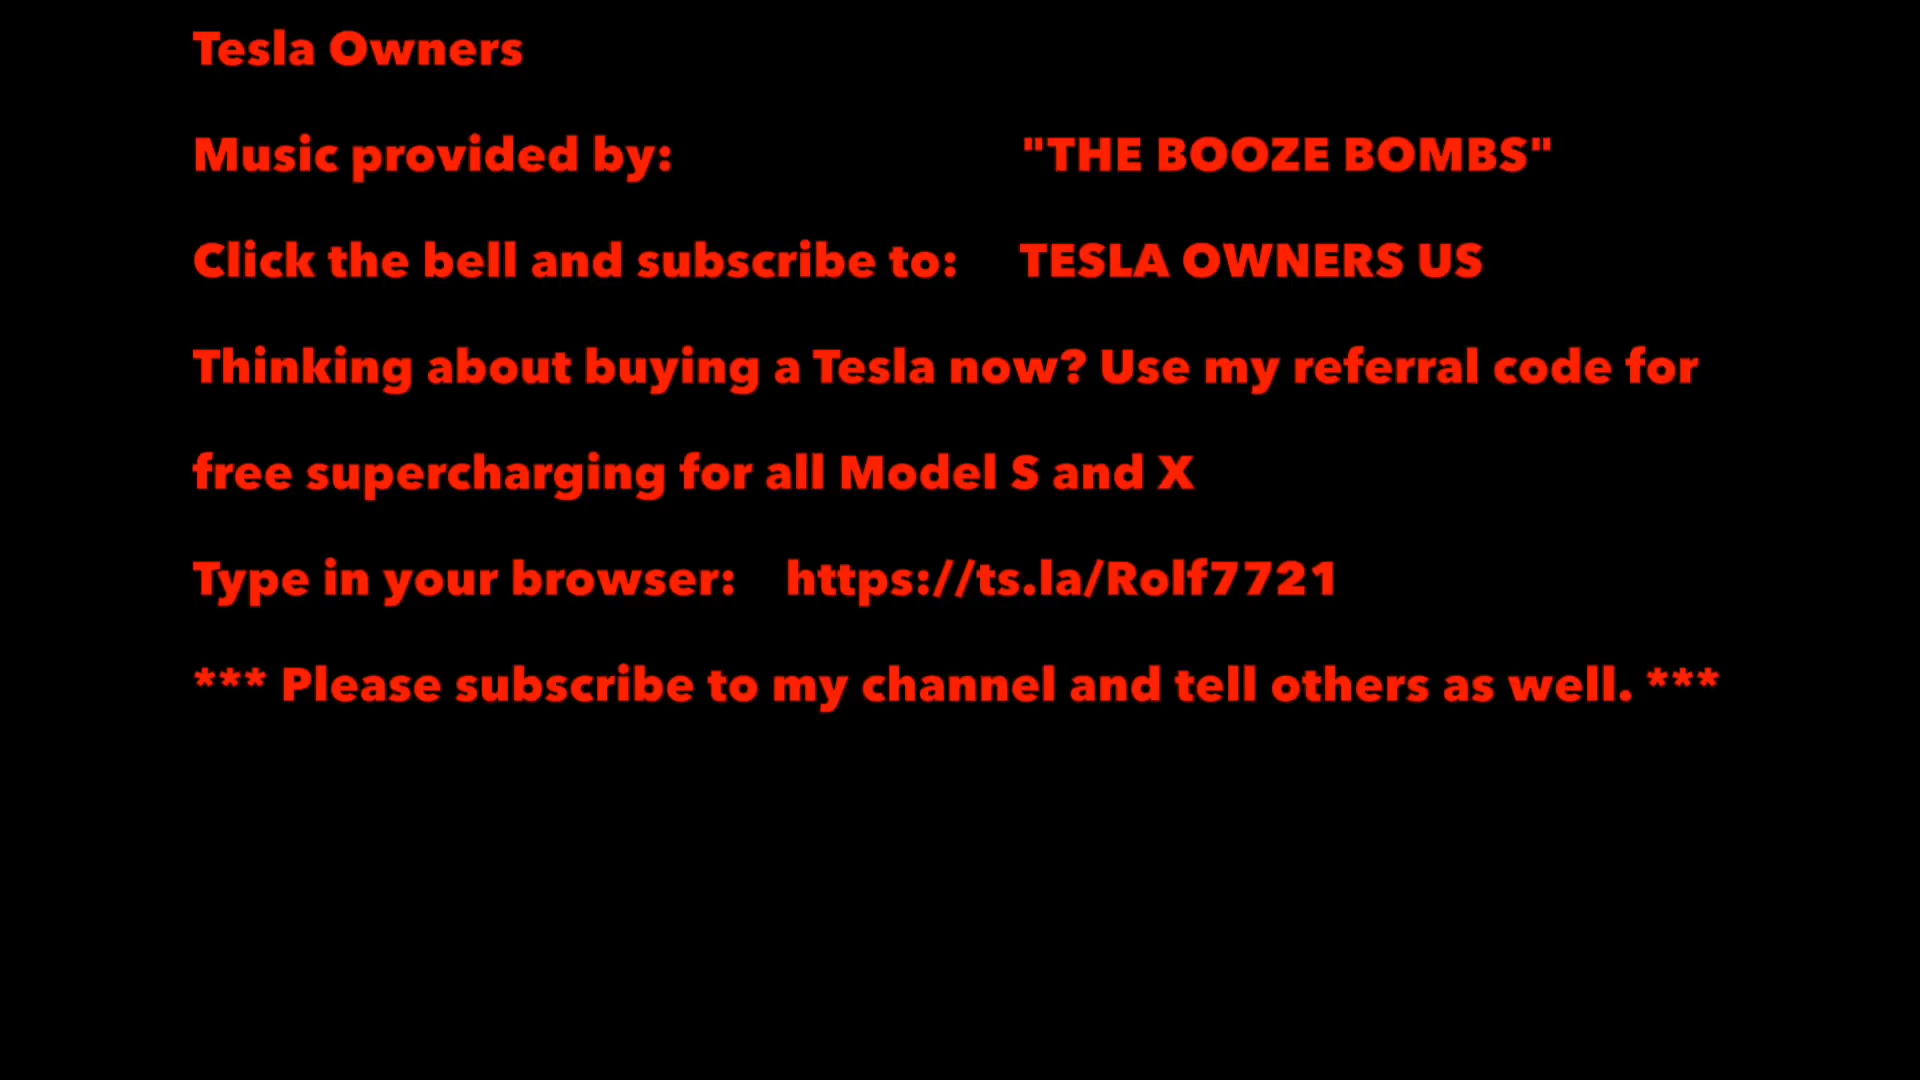 Tesla Owners
Music provided by: "THE BOOZE BOMBS"
Click the bell and subscribe to: TESLA OWNERS US
Thinking about buying a Tesla now? Use my referral code for
free supercharging for all Model S and X
Type in your browser: https://ts.la/Rolf7721
*** Please subscribe to my channel and tell others as well. ***